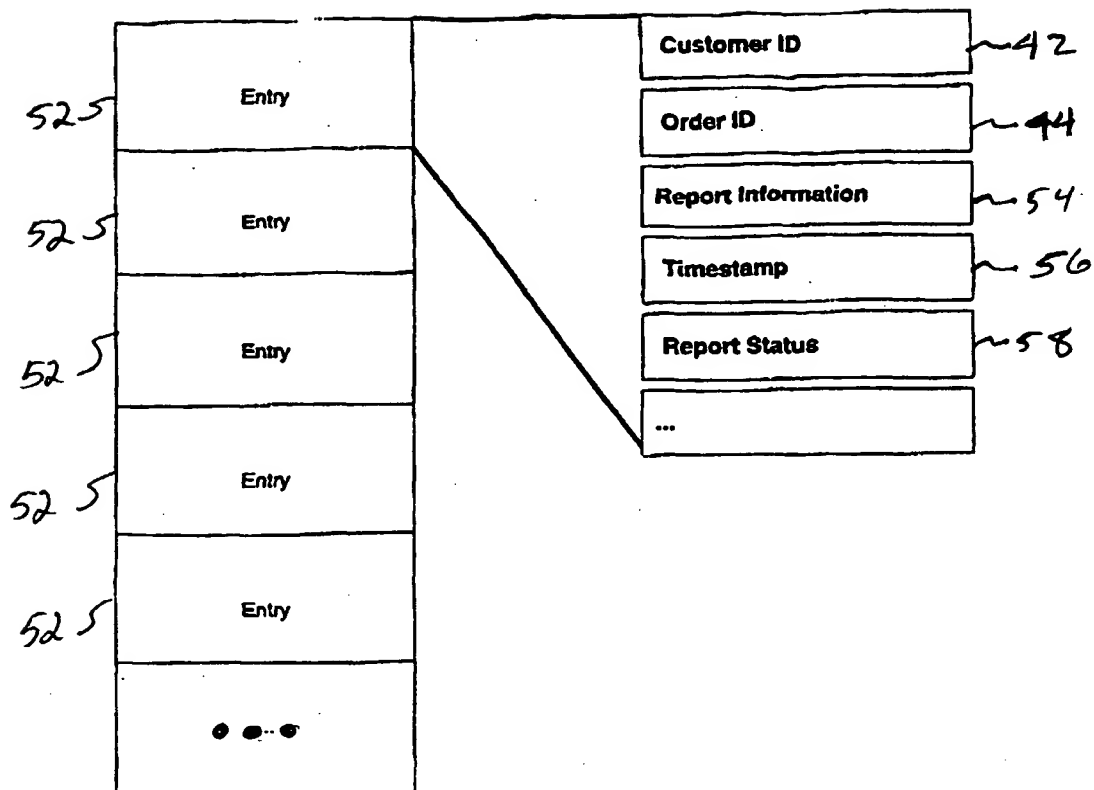 Customer ID 42
52 Entry
Order ID 44
52 Entry
Report Information 54
Timestamp 56
52 Entry
Report Status 58
...
52 Entry
52 Entry
...